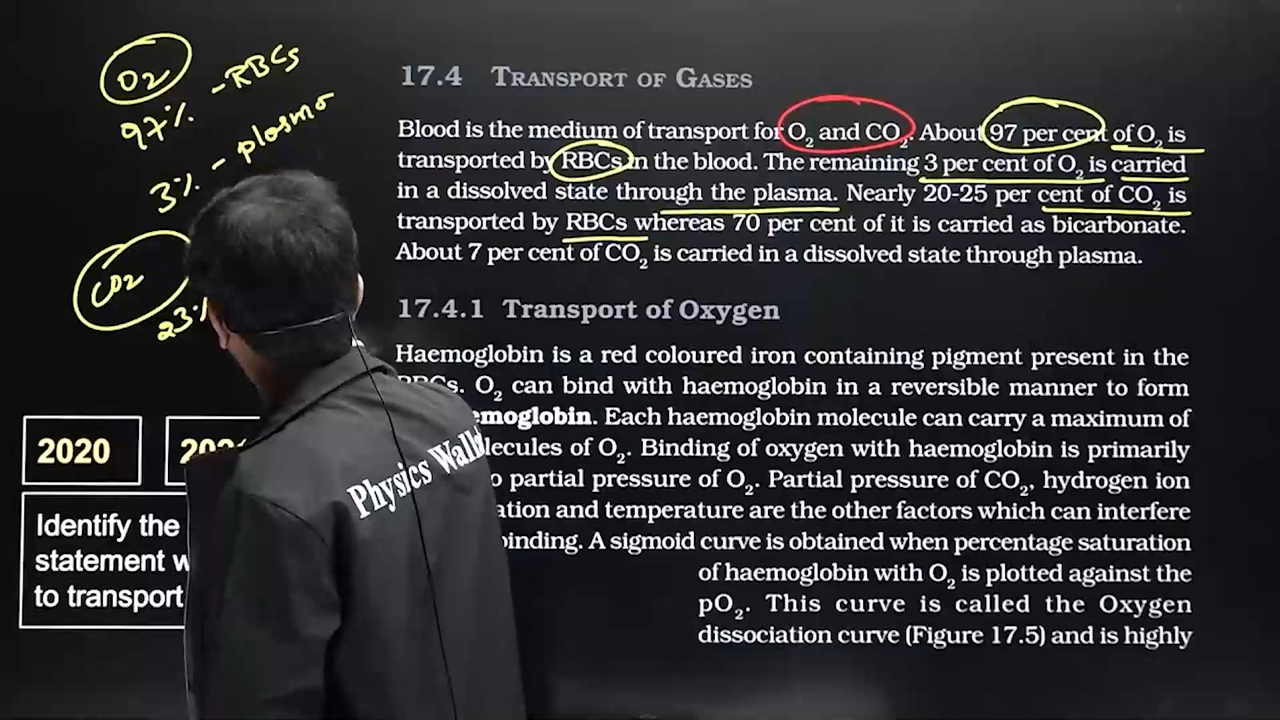 O2
97% - RBCs
3% - plasma
CO2
23%
17.4 TRANSPORT OF GASES
Blood is the medium of transport for O₂ and CO₂. About 97 per cent of O₂ is
transported by RBCs in the blood. The remaining 3 per cent of O₂ is carried
in a dissolved state through the plasma. Nearly 20-25 per cent of CO₂ is
transported by RBCs whereas 70 per cent of it is carried as bicarbonate.
About 7 per cent of CO₂ is carried in a dissolved state through plasma.
17.4.1 Transport of Oxygen
Haemoglobin is a red coloured iron containing pigment present in the
RBCs. O₂ can bind with haemoglobin in a reversible manner to form
emoglobin. Each haemoglobin molecule can carry a maximum of
lecules of O₂. Binding of oxygen with haemoglobin is primarily
o partial pressure of O₂. Partial pressure of CO₂, hydrogen ion
ation and temperature are the other factors which can interfere
inding. A sigmoid curve is obtained when percentage saturation
of haemoglobin with O₂ is plotted against the
pO₂. This curve is called the Oxygen
dissociation curve (Figure 17.5) and is highly
2020
Identify the
statement w
to transport
Physics Walla